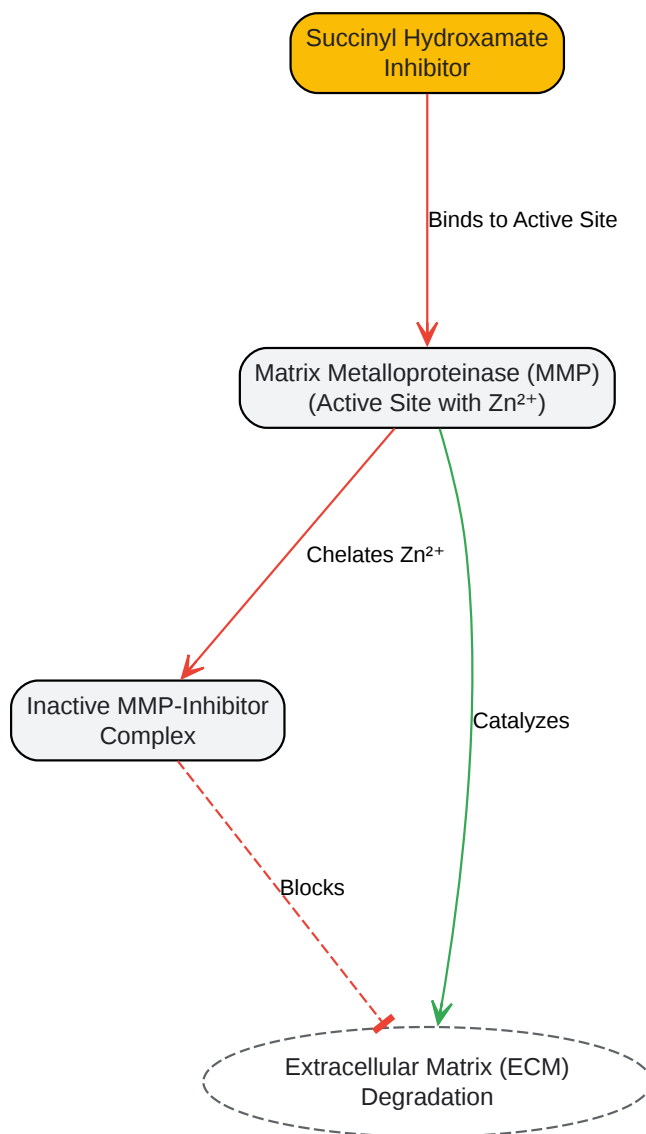 Succinyl Hydroxamate
Inhibitor
Binds to Active Site
Matrix Metalloproteinase (MMP)
(Active Site with Zn²⁺)
Chelates Zn²⁺
Inactive MMP-Inhibitor
Complex
Catalyzes
Blocks
Extracellular Matrix (ECM)
Degradation